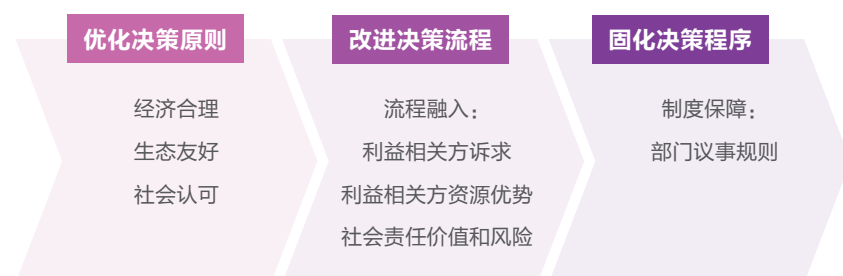 优化决策原则
经济合理
生态友好
社会认可
改进决策流程
流程融入：
利益相关方诉求
利益相关方资源优势
社会责任价值和风险
固化决策程序
制度保障：
部门议事规则